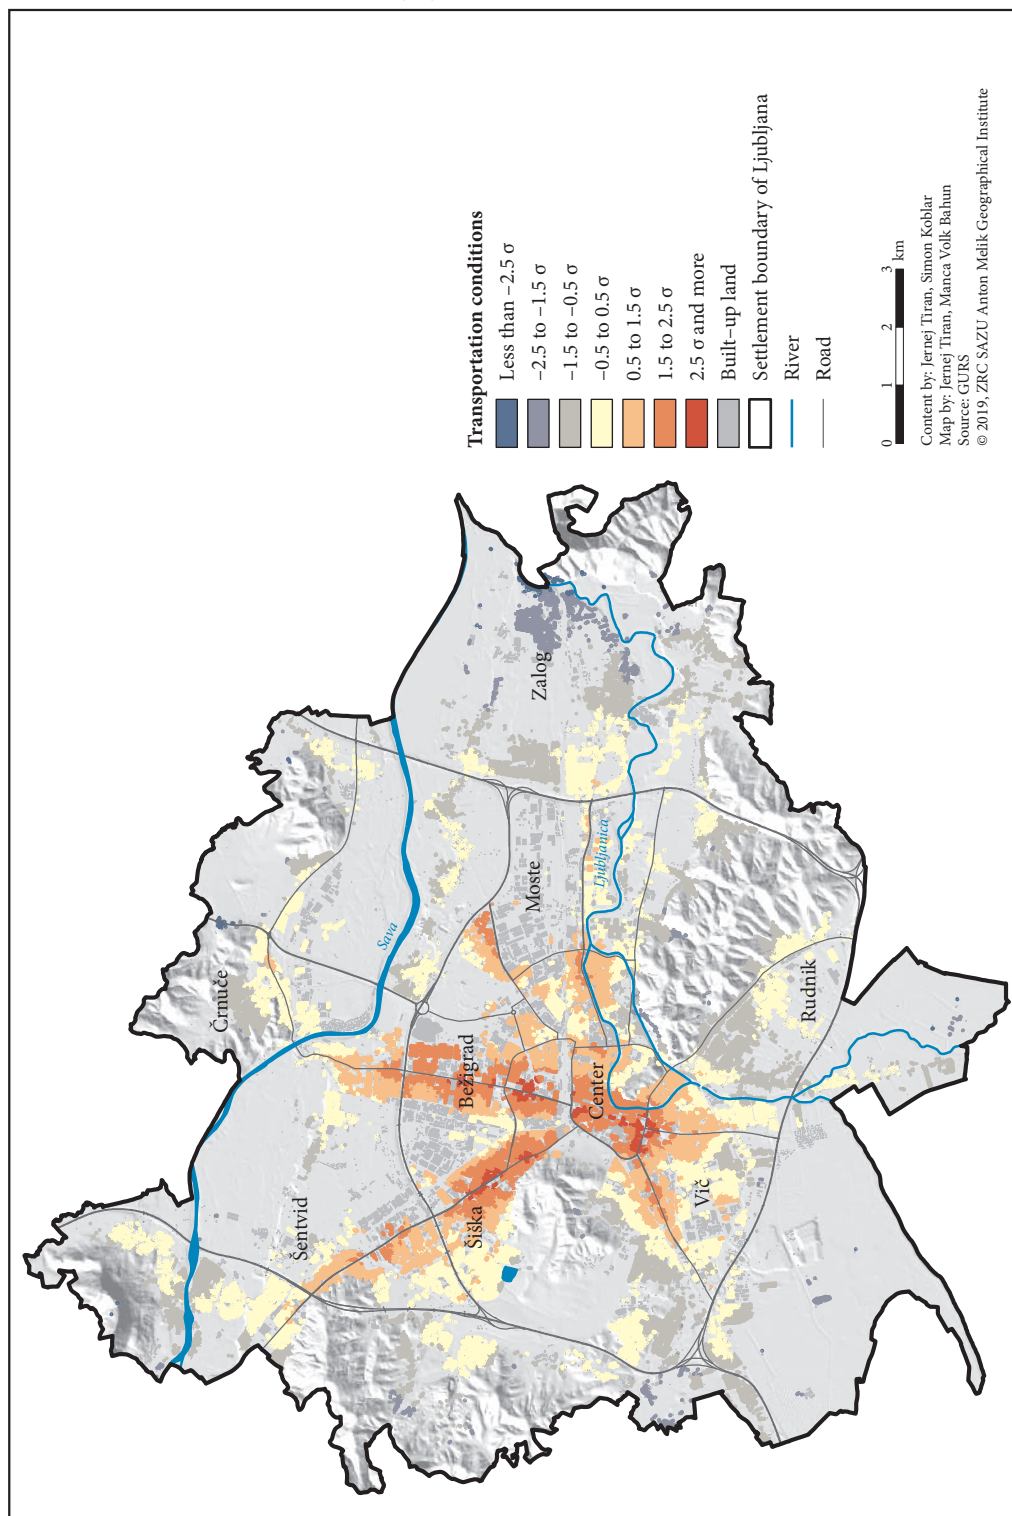 Transportation conditions
Less than −2.5 σ
−2.5 to −1.5 σ
−1.5 to −0.5 σ
−0.5 to 0.5 σ
0.5 to 1.5 σ
1.5 to 2.5 σ
2.5 σ and more
Built−up land
Settlement boundary of Ljubljana
River
Road
0 1 2 3
km
Content by: Jernej Tiran, Simon Koblar
Map by: Jernej Tiran, Manca Volk Bahun
Source: GURS
© 2019, ZRC SAZU Anton Melik Geographical Institute
Črnuče
Sava
Šentvid
Bežigrad
Šiška
Moste
Zalog
Center
Ljubljanica
Vič
Rudnik